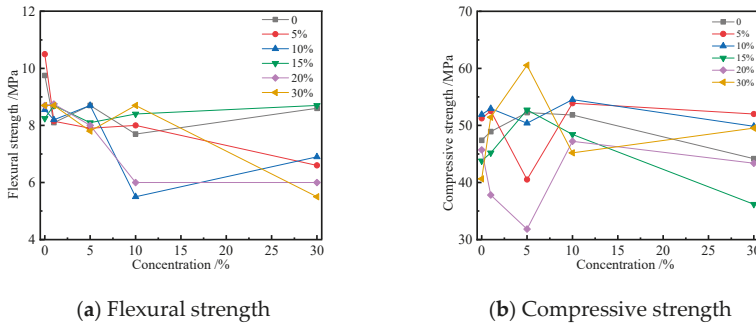 12
10
8
6
4
Flexural strength /MPa
0
5%
10%
15%
20%
30%
0 5 10 15 20 25 30
Concentration /%
(a) Flexural strength
70
60
50
40
30
Compressive strength /MPa
0
5%
10%
15%
20%
30%
0 5 10 15 20 25 30
Concentration /%
(b) Compressive strength